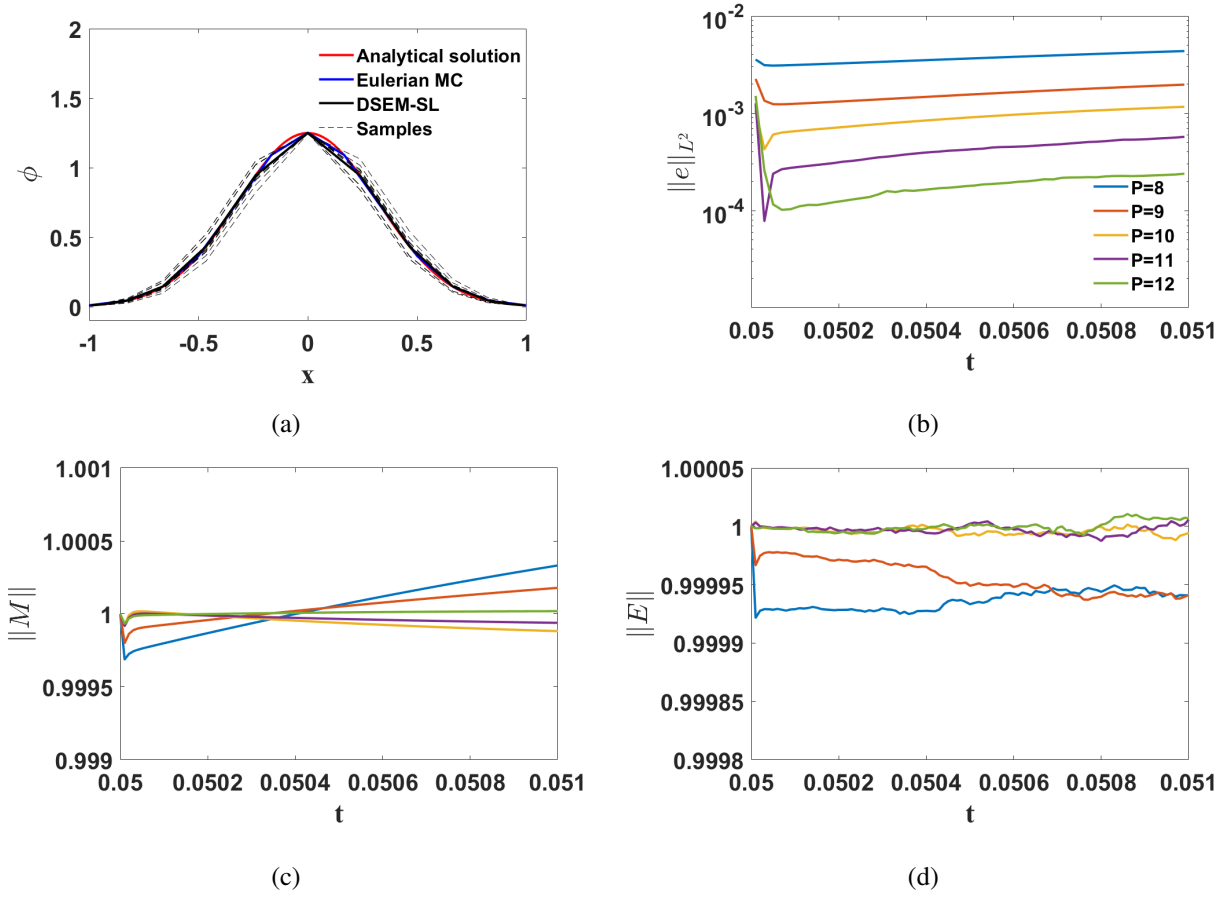 2
1.5
1
0.5
0
ϕ
-1 -0.5 0 0.5 1
x
Analytical solution
Eulerian MC
DSEM-SL
Samples
(a)
10^-2
10^-3
10^-4
||e||_{L^2}
0.05 0.0502 0.0504 0.0506 0.0508 0.051
t
P=8
P=9
P=10
P=11
P=12
(b)
1.001
1.0005
1
0.9995
0.999
||M||
0.05 0.0502 0.0504 0.0506 0.0508 0.051
t
(c)
1.00005
1
0.99995
0.9999
0.99985
0.9998
||E||
0.05 0.0502 0.0504 0.0506 0.0508 0.051
t
(d)